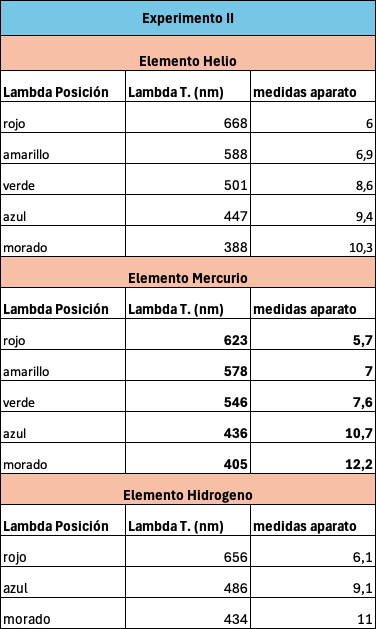 Experimento II
Elemento Helio
Lambda Posición Lambda T. (nm) medidas aparato
rojo 668 6
amarillo 588 6,9
verde 501 8,6
azul 447 9,4
morado 388 10,3
Elemento Mercurio
Lambda Posición Lambda T. (nm) medidas aparato
rojo 623 5,7
amarillo 578 7
verde 546 7,6
azul 436 10,7
morado 405 12,2
Elemento Hidrogeno
Lambda Posición Lambda T. (nm) medidas aparato
rojo 656 6,1
azul 486 9,1
morado 434 11